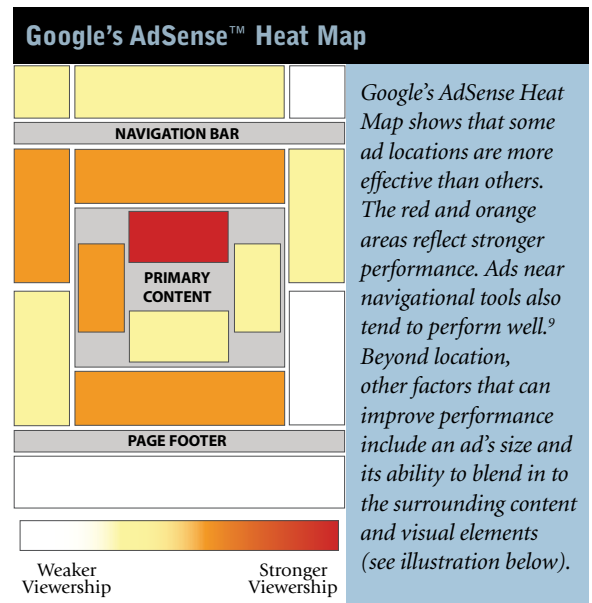 Google's AdSense™ Heat Map
NAVIGATION BAR
PRIMARY
CONTENT
PAGE FOOTER
Weaker
Viewership
Stronger
Viewership
Google's AdSense Heat
Map shows that some
ad locations are more
effective than others.
The red and orange
areas reflect stronger
performance. Ads near
navigational tools also
tend to perform well.⁹
Beyond location,
other factors that can
improve performance
include an ad's size and
its ability to blend in to
the surrounding content
and visual elements
(see illustration below).